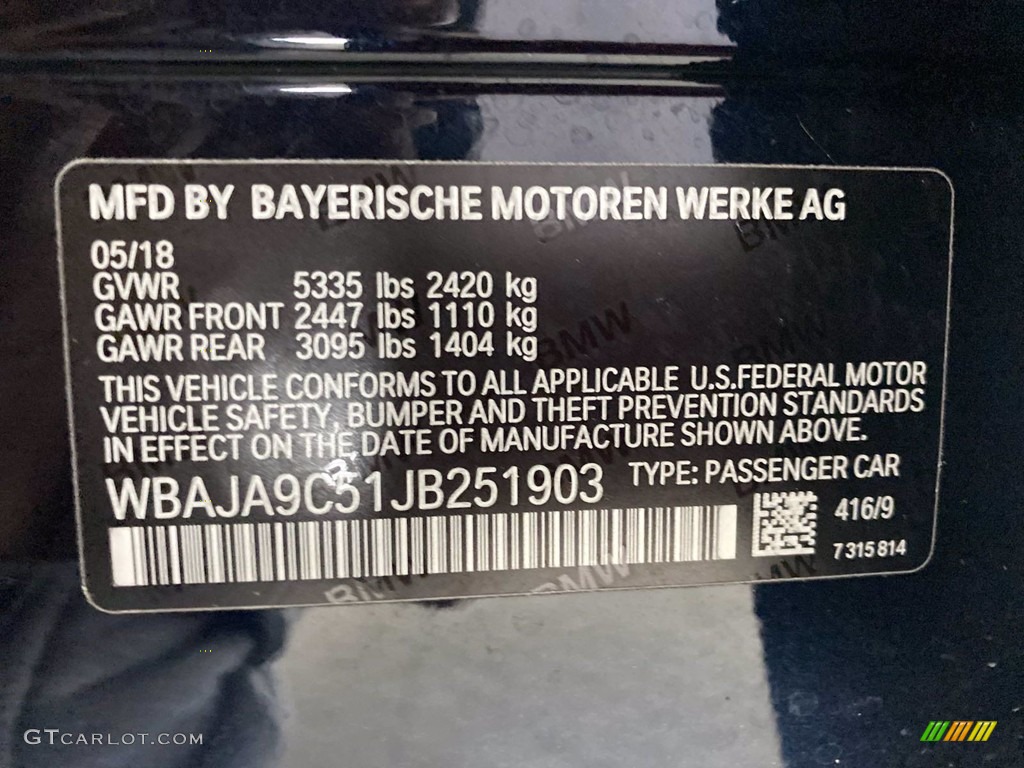 MFD BY BAYERISCHE MOTOREN WERKE AG
05/18
GVWR 5335 lbs 2420 kg
GAWR FRONT 2447 lbs 1110 kg
GAWR REAR 3095 lbs 1404 kg
THIS VEHICLE CONFORMS TO ALL APPLICABLE U.S.FEDERAL MOTOR
VEHICLE SAFETY, BUMPER AND THEFT PREVENTION STANDARDS
IN EFFECT ON THE DATE OF MANUFACTURE SHOWN ABOVE.
WBAJA9C51JB251903 TYPE: PASSENGER CAR
416/9
7 315 814
GTCARLOT.COM